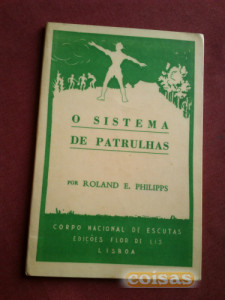 O SISTEMA
DE PATRULHAS
POR ROLAND E. PHILIPPS
CORPO NACIONAL DE ESCUTAS
EDIÇÕES FLOR DE LIS
LISBOA
coisas